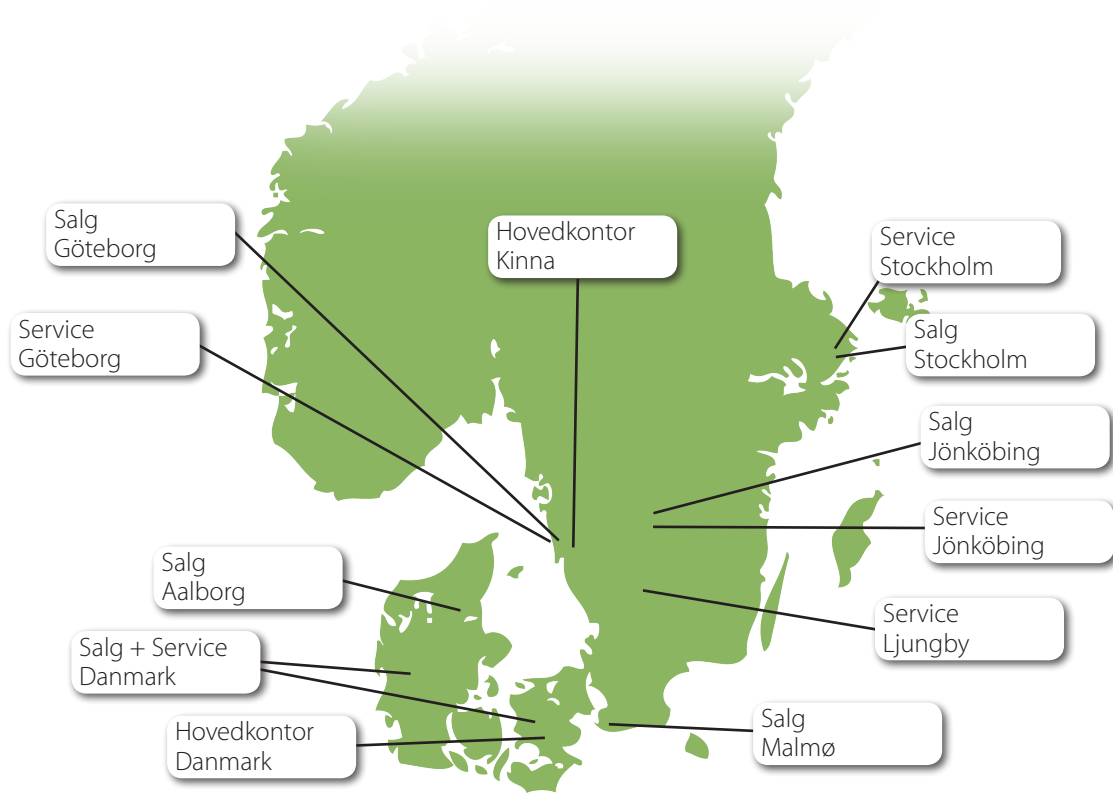 Salg
Göteborg
Hovedkontor
Kinna
Service
Stockholm
Service
Göteborg
Salg
Stockholm
Salg
Jönköbing
Service
Jönköbing
Salg
Aalborg
Service
Ljungby
Salg + Service
Danmark
Salg
Malmø
Hovedkontor
Danmark